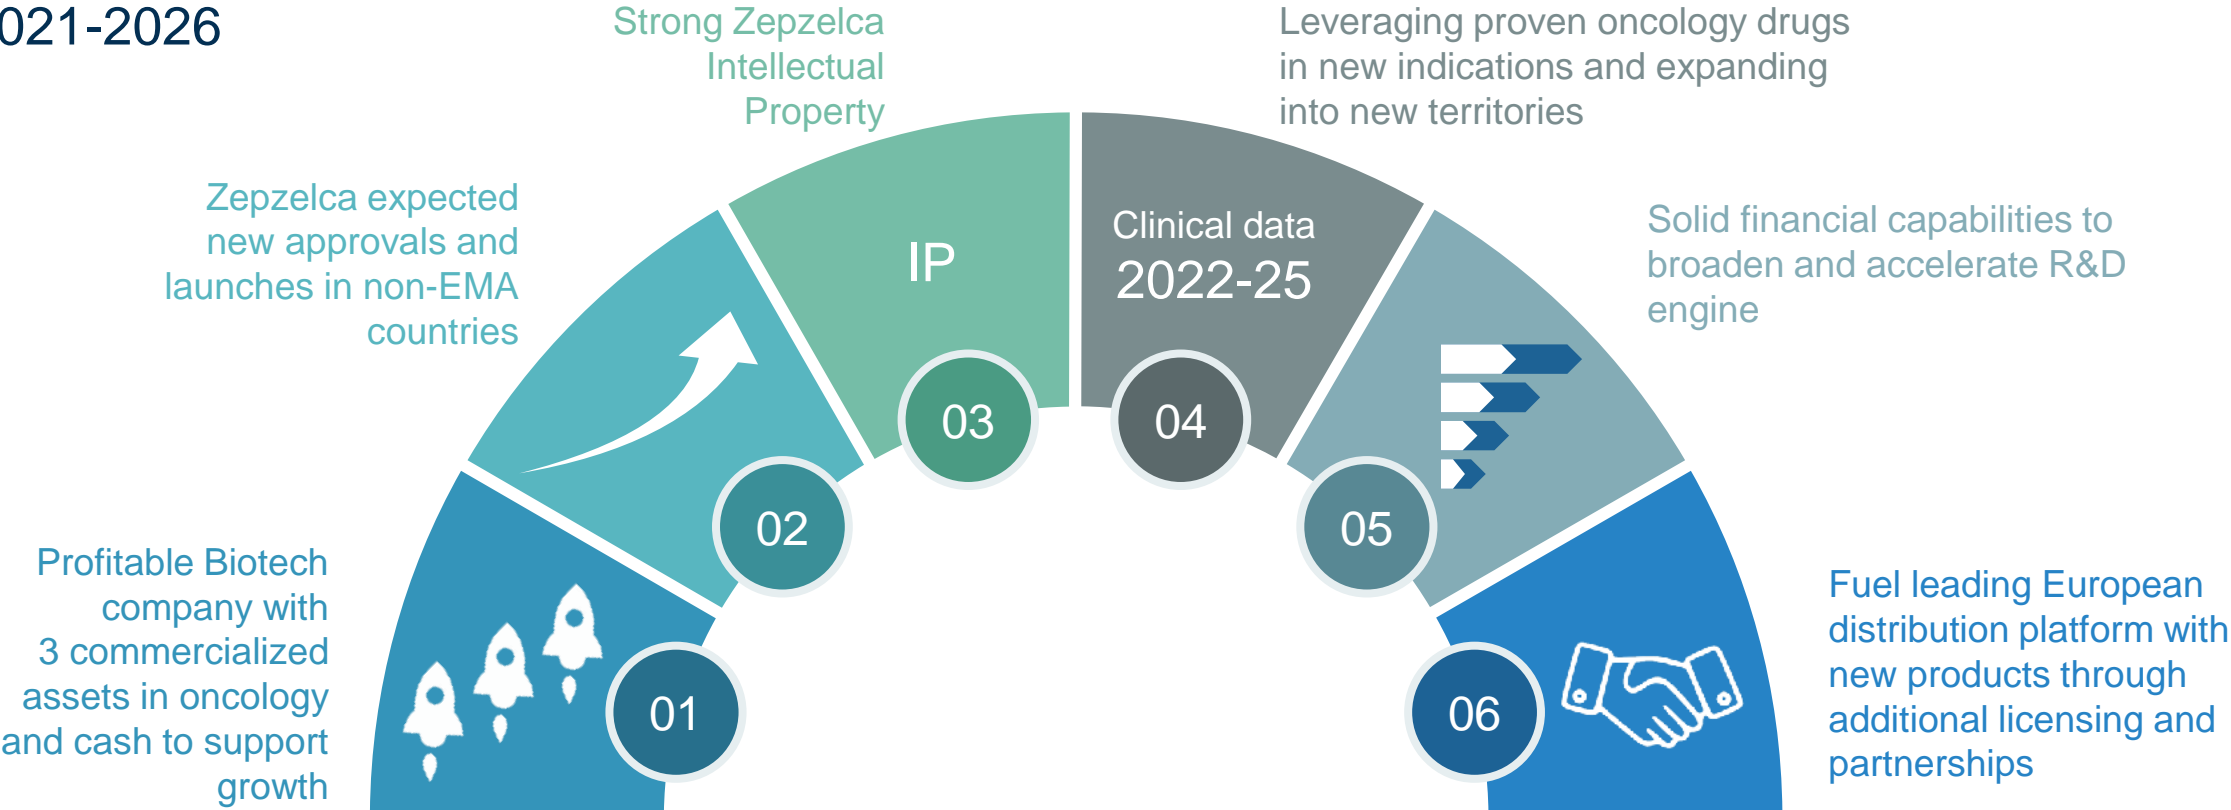 021-2026
Strong Zepzelca
Intellectual
Property
Leveraging proven oncology drugs
in new indications and expanding
into new territories
Zepzelca expected
new approvals and
launches in non-EMA
countries
IP
Clinical data
2022-25
Solid financial capabilities to
broaden and accelerate R&D
engine
03
04
02
05
Profitable Biotech
company with
3 commercialized
assets in oncology
and cash to support
growth
01
06
Fuel leading European
distribution platform with
new products through
additional licensing and
partnerships